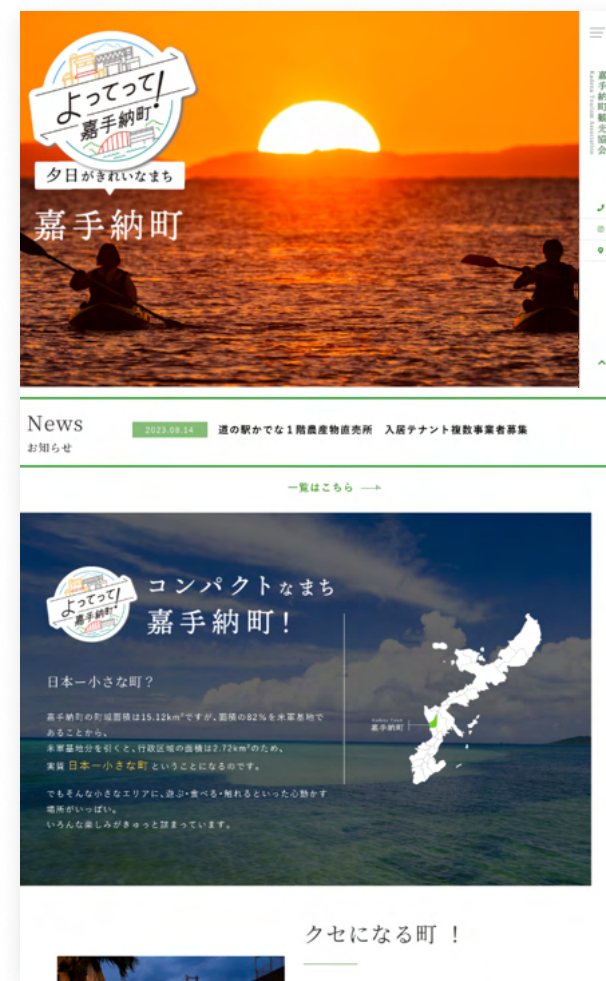 よってって!
嘉手納町
夕日がきれいなまち
嘉手納町
嘉手納町観光協会
Kadena Tourism Association
News
お知らせ
2023.08.14
道の駅かでな1階農産物直売所 入居テナント複数事業者募集
一覧はこちら
よってって!
嘉手納町
コンパクトなまち
嘉手納町!
日本一小さな町?
嘉手納町の町域面積は15.12km²ですが、面積の82%を米軍基地で
あることから、
米軍基地分を引くと、行政区域の面積は2.72km²のため、
実質 日本一小さな町 ということになるのです。
でもそんな小さなエリアに、遊ぶ・食べる・触れるといった心動かす
場所がいっぱい。
いろんな楽しみがきゅっと詰まっています。
Kadena Town
嘉手納町
クセになる町 !